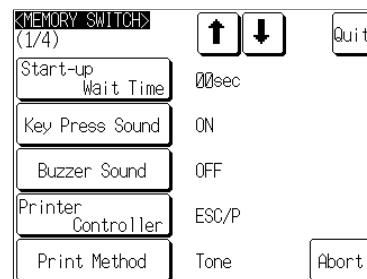 <MEMORY SWITCH>
(1/4)
Quit
Start-up
Wait Time
00sec
Key Press Sound
ON
Buzzer Sound
OFF
Printer
Controller
ESC/P
Print Method
Tone
Abort